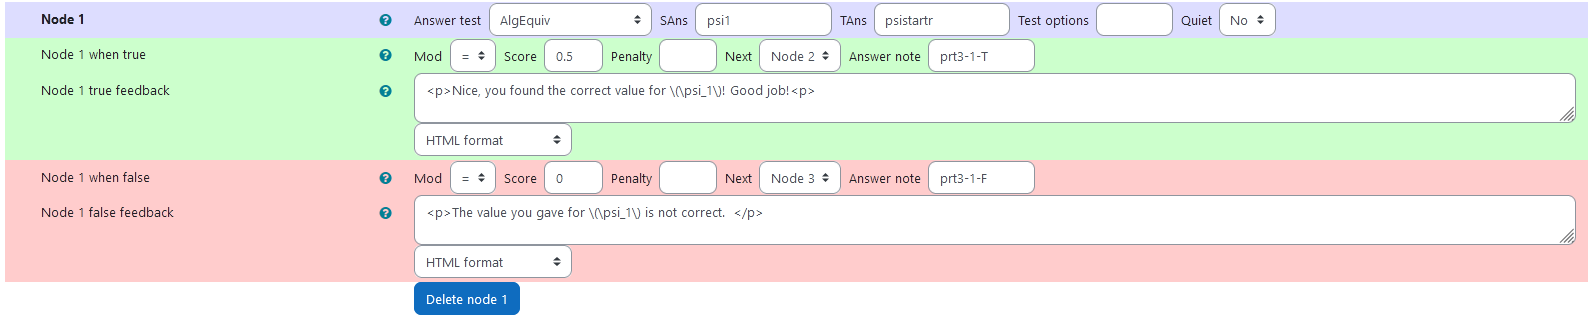 Node 1 ? Answer test AlgEquiv SAns psi1 TAns psistartr Test options Quiet No
Node 1 when true ? Mod = Score 0.5 Penalty Next Node 2 Answer note prt3-1-T
Node 1 true feedback ? <p>Nice, you found the correct value for \(\psi_1\)! Good job!<p>
HTML format
Node 1 when false ? Mod = Score 0 Penalty Next Node 3 Answer note prt3-1-F
Node 1 false feedback ? <p>The value you gave for \(\psi_1\) is not correct.  </p>
HTML format
Delete node 1